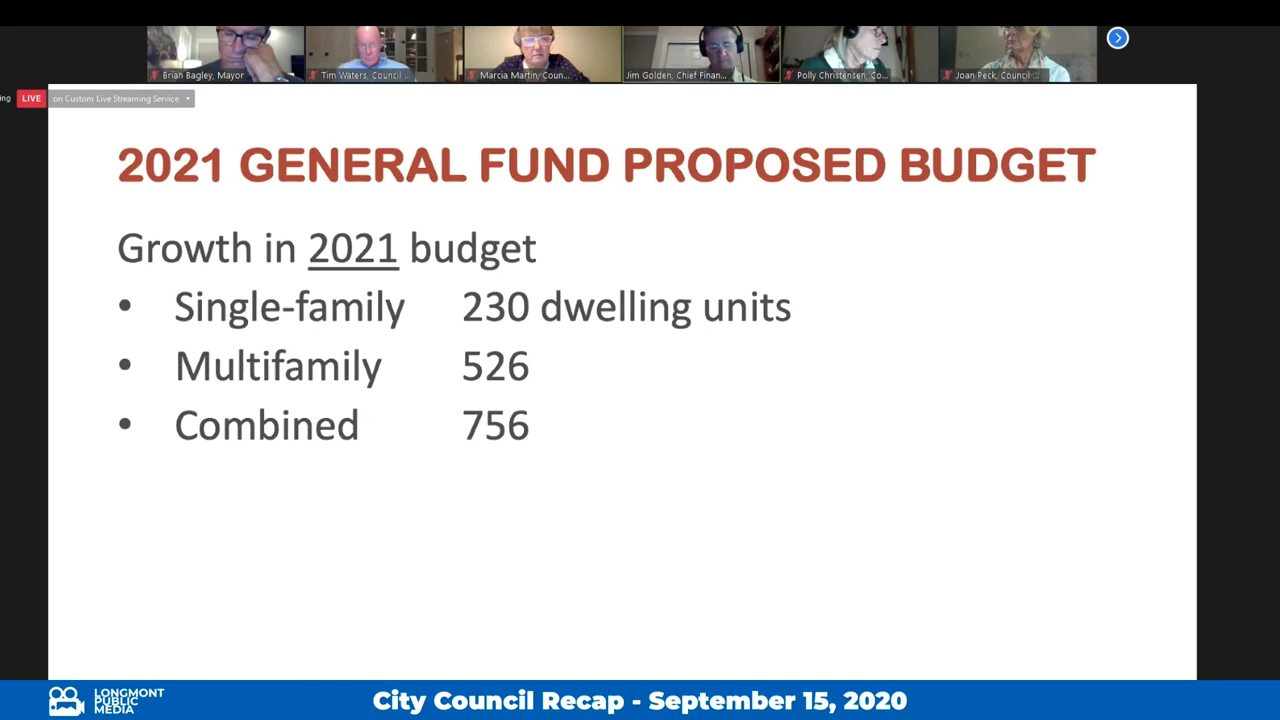 Brian Bagley, Mayor
Tim Waters, Council ...
Marcia Martin, Coun...
Jim Golden, Chief Finan...
Polly Christensen, Co...
Joan Peck, Council ...
ng LIVE on Custom Live Streaming Service
2021 GENERAL FUND PROPOSED BUDGET
Growth in 2021 budget
• Single-family 230 dwelling units
• Multifamily 526
• Combined 756
LONGMONT
PUBLIC
MEDIA
City Council Recap - September 15, 2020